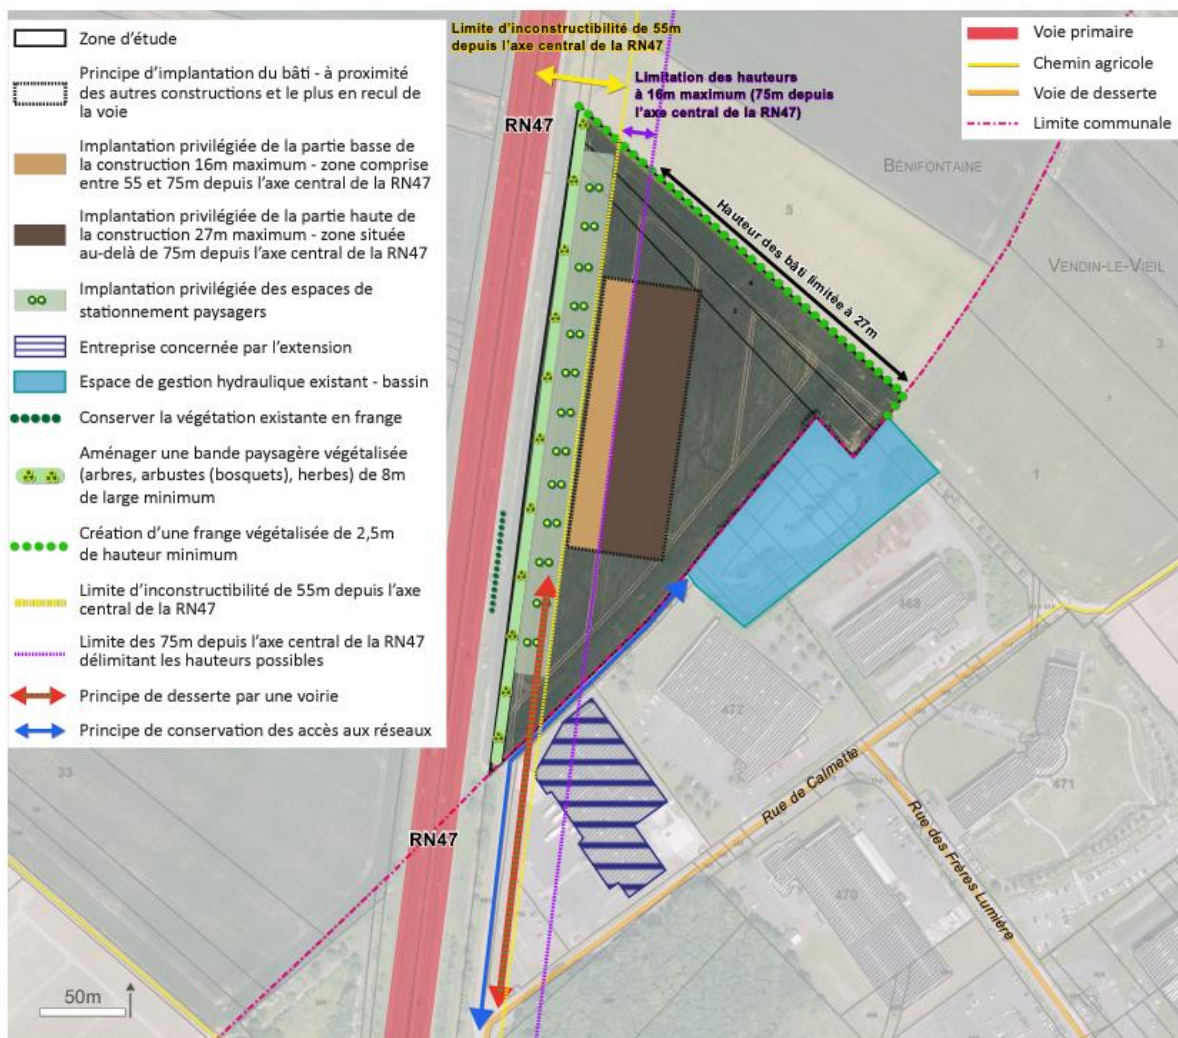 Zone d'étude
Principe d'implantation du bâti - à proximité
des autres constructions et le plus en recul de
la voie
Implantation privilégiée de la partie basse de
la construction 16m maximum - zone comprise
entre 55 et 75m depuis l'axe central de la RN47
Implantation privilégiée de la partie haute de
la construction 27m maximum - zone située
au-delà de 75m depuis l'axe central de la RN47
Implantation privilégiée des espaces de
stationnement paysagers
Entreprise concernée par l'extension
Espace de gestion hydraulique existant - bassin
Conserver la végétation existante en frange
Aménager une bande paysagère végétalisée
(arbres, arbustes (bosquets), herbes) de 8m
de large minimum
Création d'une frange végétalisée de 2,5m
de hauteur minimum
Limite d'inconstructibilité de 55m depuis l'axe
central de la RN47
Limite des 75m depuis l'axe central de la RN47
délimitant les hauteurs possibles
Principe de desserte par une voirie
Principe de conservation des accès aux réseaux
Limite d'inconstructibilité de 55m
depuis l'axe central de la RN47
Limitation des hauteurs
à 16m maximum (75m depuis
l'axe central de la RN47)
RN47
Voie primaire
Chemin agricole
Voie de desserte
Limite communale
BÉNIFONTAINE
5
VENDIN-LE-VIEIL
Hauteur des bâti limitée à 27m
3
1
468
477
471
470
33
Rue de Calmette
Rue des Frères Lumière
RN47
50m